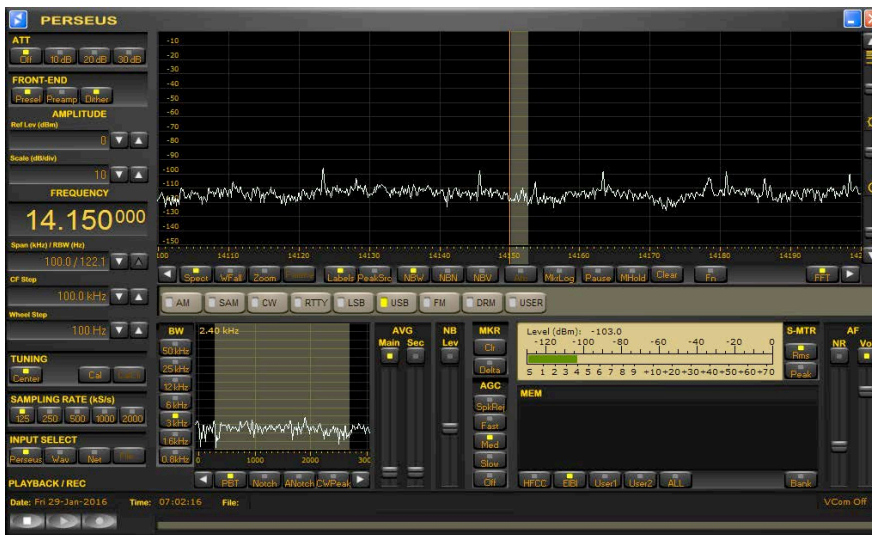 PERSEUS
ATT
Off 10 dB 20 dB 30 dB
FRONT-END
Presel Preamp Dither
AMPLITUDE
Ref Lev (dBm)
0
Scale (dB/div)
10
FREQUENCY
14.150000
Span (kHz) / RBW (Hz)
100.0 / 122.1
CF Step
100.0 kHz
Wheel Step
100 Hz
TUNING
Center Cal
SAMPLING RATE (kS/s)
125 250 500 1000 2000
INPUT SELECT
Perseus Wav Net
PLAYBACK / REC
-10
-20
-30
-40
-50
-60
-70
-80
-90
-100
-110
-130
-140
-150
100 14110 14120 14130 14140 14150 14160 14170 14180 14190 142
Spect WFall Zoom Labels PeakSrc NBW NBN NBV MkrLog Pause MHold Clear Fn FFT
AM SAM CW RTTY LSB USB FM DRM USER
BW
50 kHz
25 kHz
12 kHz
6 kHz
3 kHz
1.6kHz
0.8kHz
2.40 kHz
0 1000 2000 300
PBT Notch ANotch CWPeak
AVG
Main Sec
NB
Lev
MKR
Clr
Delta
AGC
SplRej
Fast
Med
Slow
Off
Level (dBm): -103.0
-120 -100 -80 -60 -40 -20 0
S 1 2 3 4 5 6 7 8 9 +10+20+30+40+50+60+70
S-MTR
Rms
Peak
AF
NR Vo
MEM
HFCC EIBI User1 User2 ALL Bank
Date: Fri 29-Jan-2016 Time: 07:02:16 File:
VCom Off